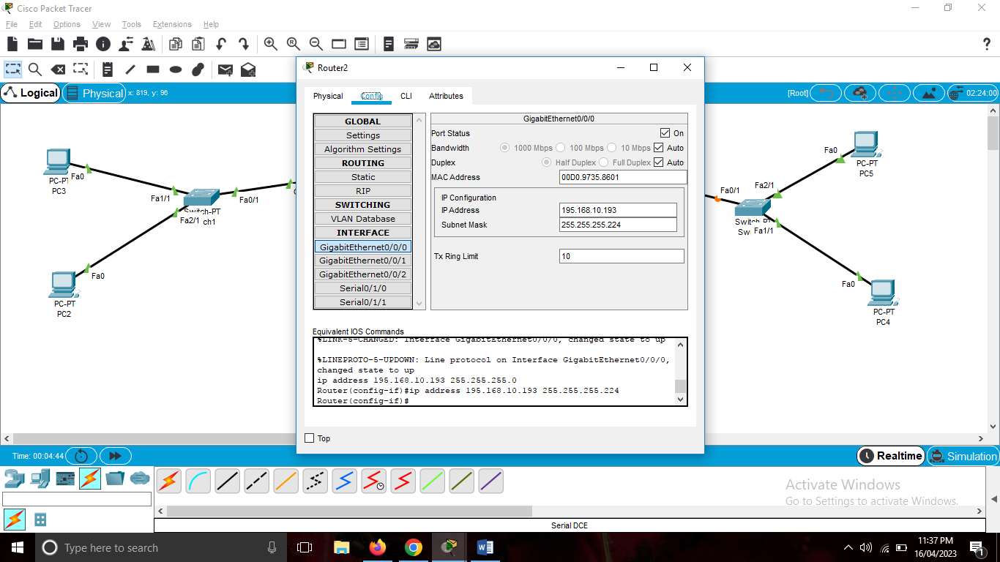 Cisco Packet Tracer
File Edit Options View Tools Extensions Help
?
Logical Physical x: 819, y: 96 [Root] 02:24:00
Router2
Physical Config CLI Attributes
GLOBAL
Settings
Algorithm Settings
ROUTING
Static
RIP
SWITCHING
VLAN Database
INTERFACE
GigabitEthernet0/0/0
GigabitEthernet0/0/1
GigabitEthernet0/0/2
Serial0/1/0
Serial0/1/1
GigabitEthernet0/0/0
Port Status On
Bandwidth 1000 Mbps 100 Mbps 10 Mbps Auto
Duplex Half Duplex Full Duplex Auto
MAC Address 00D0.9735.8601
IP Configuration
IP Address 195.168.10.193
Subnet Mask 255.255.255.224
Tx Ring Limit 10
Equivalent IOS Commands
%LINK-5-CHANGED: Interface GigabitEthernet0/0/0, changed state to up
%LINEPROTO-5-UPDOWN: Line protocol on Interface GigabitEthernet0/0/0,
changed state to up
ip address 195.168.10.193 255.255.255.0
Router(config-if)#ip address 195.168.10.193 255.255.255.224
Router(config-if)#
Top
PC-PT Fa0
PC3
Fa1/1
Fa0/1
Switch-PT
Fa2/1 ch1
Fa0
PC-PT
PC2
Fa0
PC-PT
PC5
Fa0/1
Fa2/1
Switch-PT
Sw Fa1/1
Fa0
PC-PT
PC4
Time: 00:04:44 Realtime Simulation
Activate Windows
Go to Settings to activate Windows.
Serial DCE
Type here to search
11:37 PM
16/04/2023
1